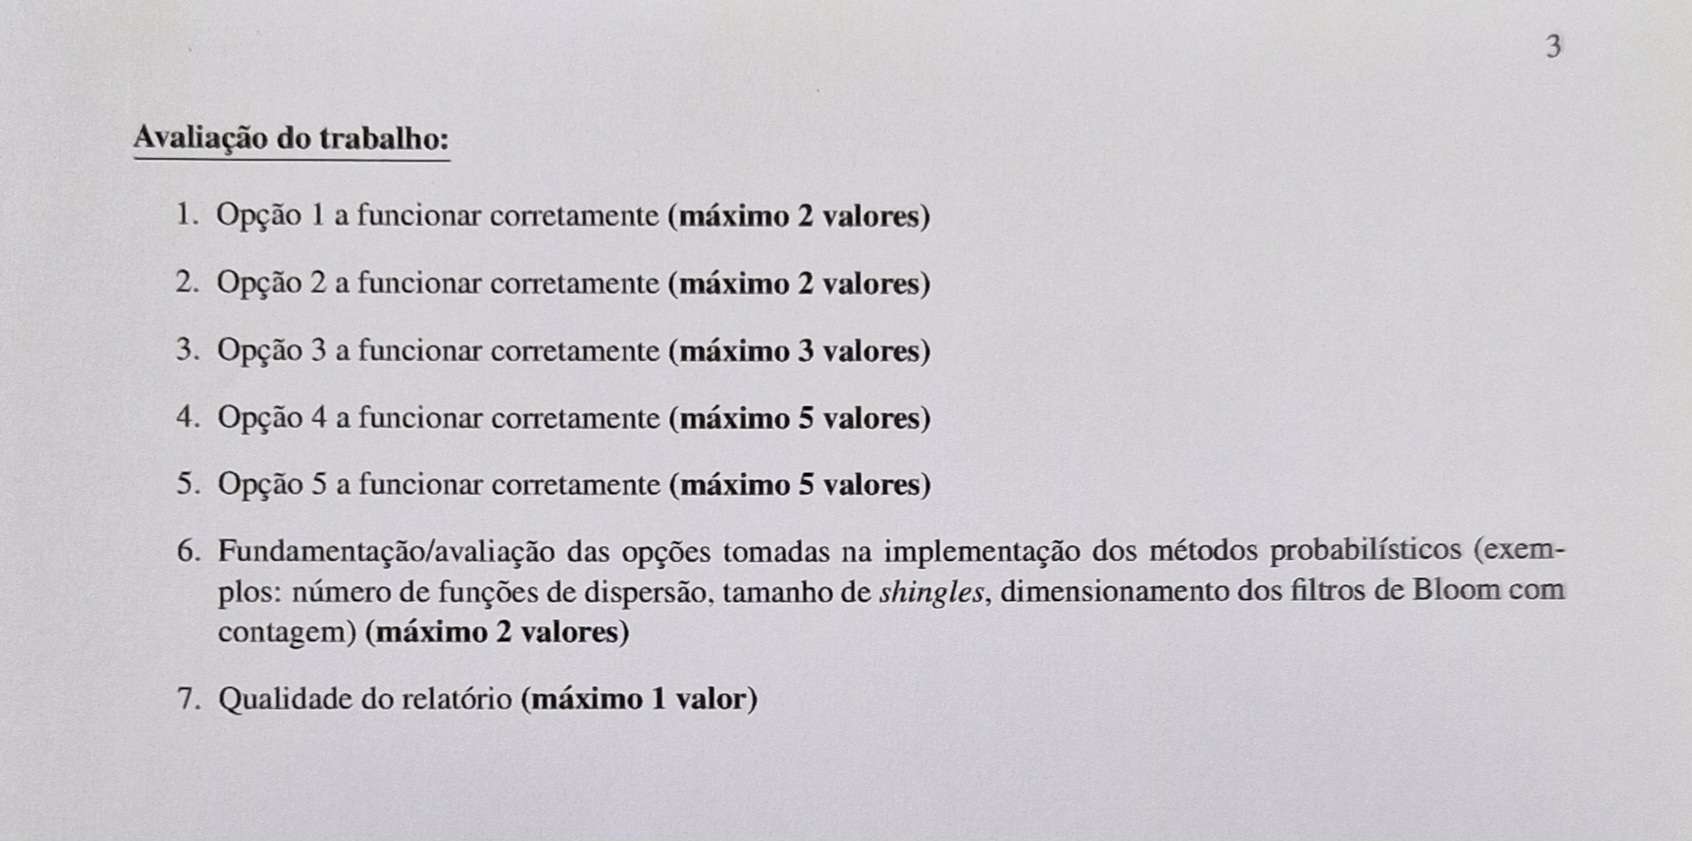 3
Avaliação do trabalho:
1. Opção 1 a funcionar corretamente (máximo 2 valores)
2. Opção 2 a funcionar corretamente (máximo 2 valores)
3. Opção 3 a funcionar corretamente (máximo 3 valores)
4. Opção 4 a funcionar corretamente (máximo 5 valores)
5. Opção 5 a funcionar corretamente (máximo 5 valores)
6. Fundamentação/avaliação das opções tomadas na implementação dos métodos probabilísticos (exem-
plos: número de funções de dispersão, tamanho de shingles, dimensionamento dos filtros de Bloom com
contagem) (máximo 2 valores)
7. Qualidade do relatório (máximo 1 valor)